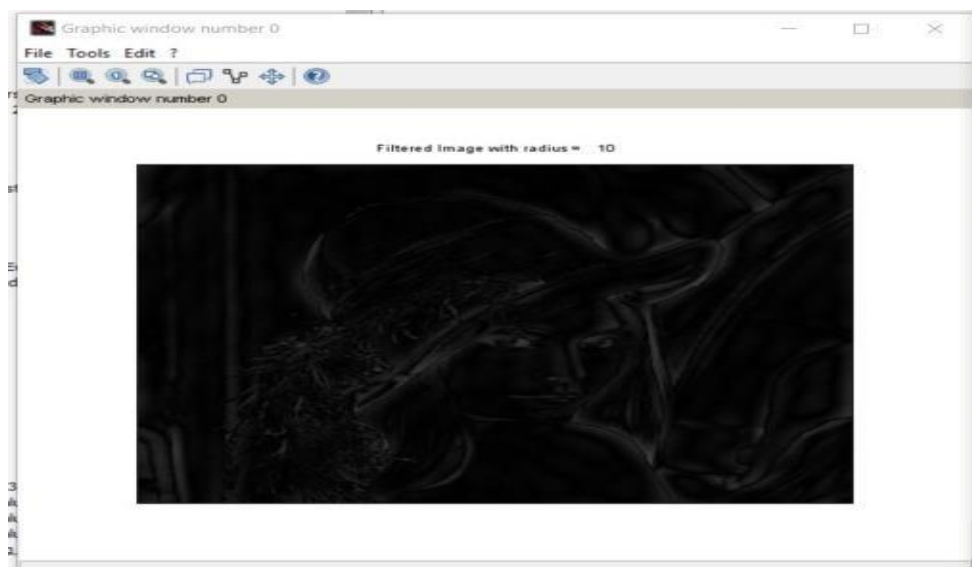 Graphic window number 0
File Tools Edit ?
Graphic window number 0
Filtered Image with radius = 10